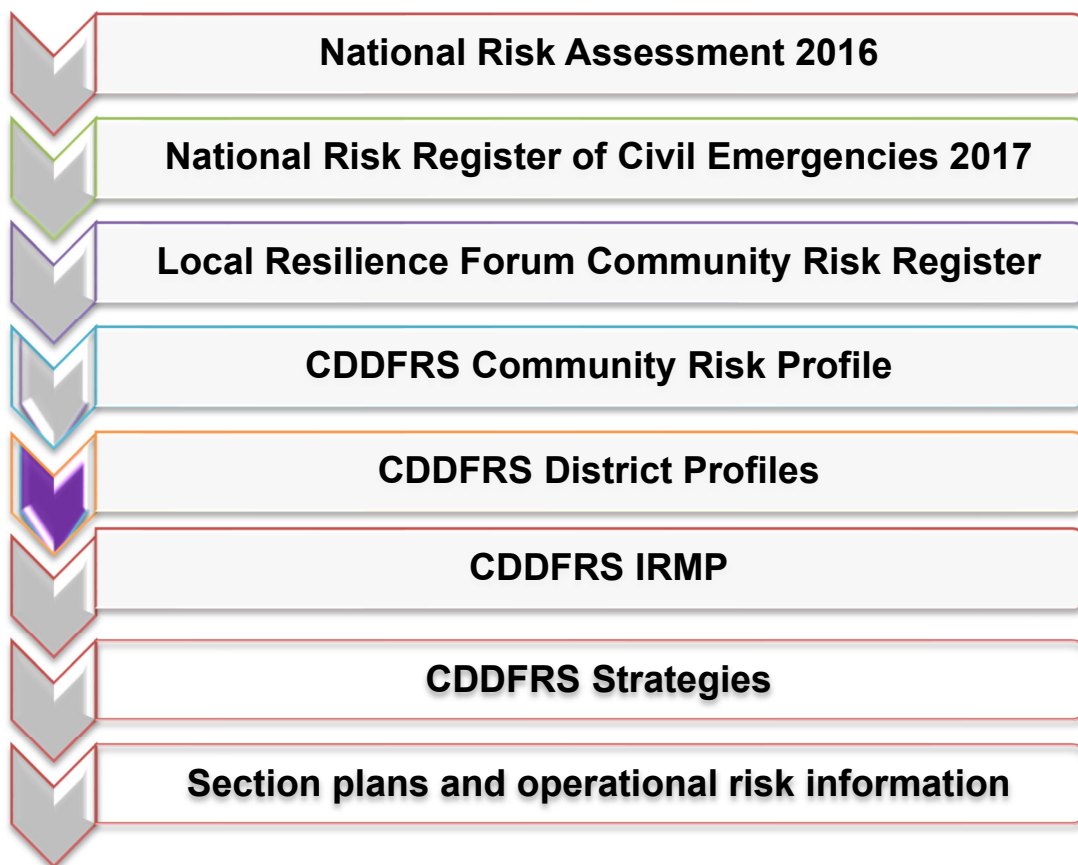 National Risk Assessment 2016
National Risk Register of Civil Emergencies 2017
Local Resilience Forum Community Risk Register
CDDFRS Community Risk Profile
CDDFRS District Profiles
CDDFRS IRMP
CDDFRS Strategies
Section plans and operational risk information